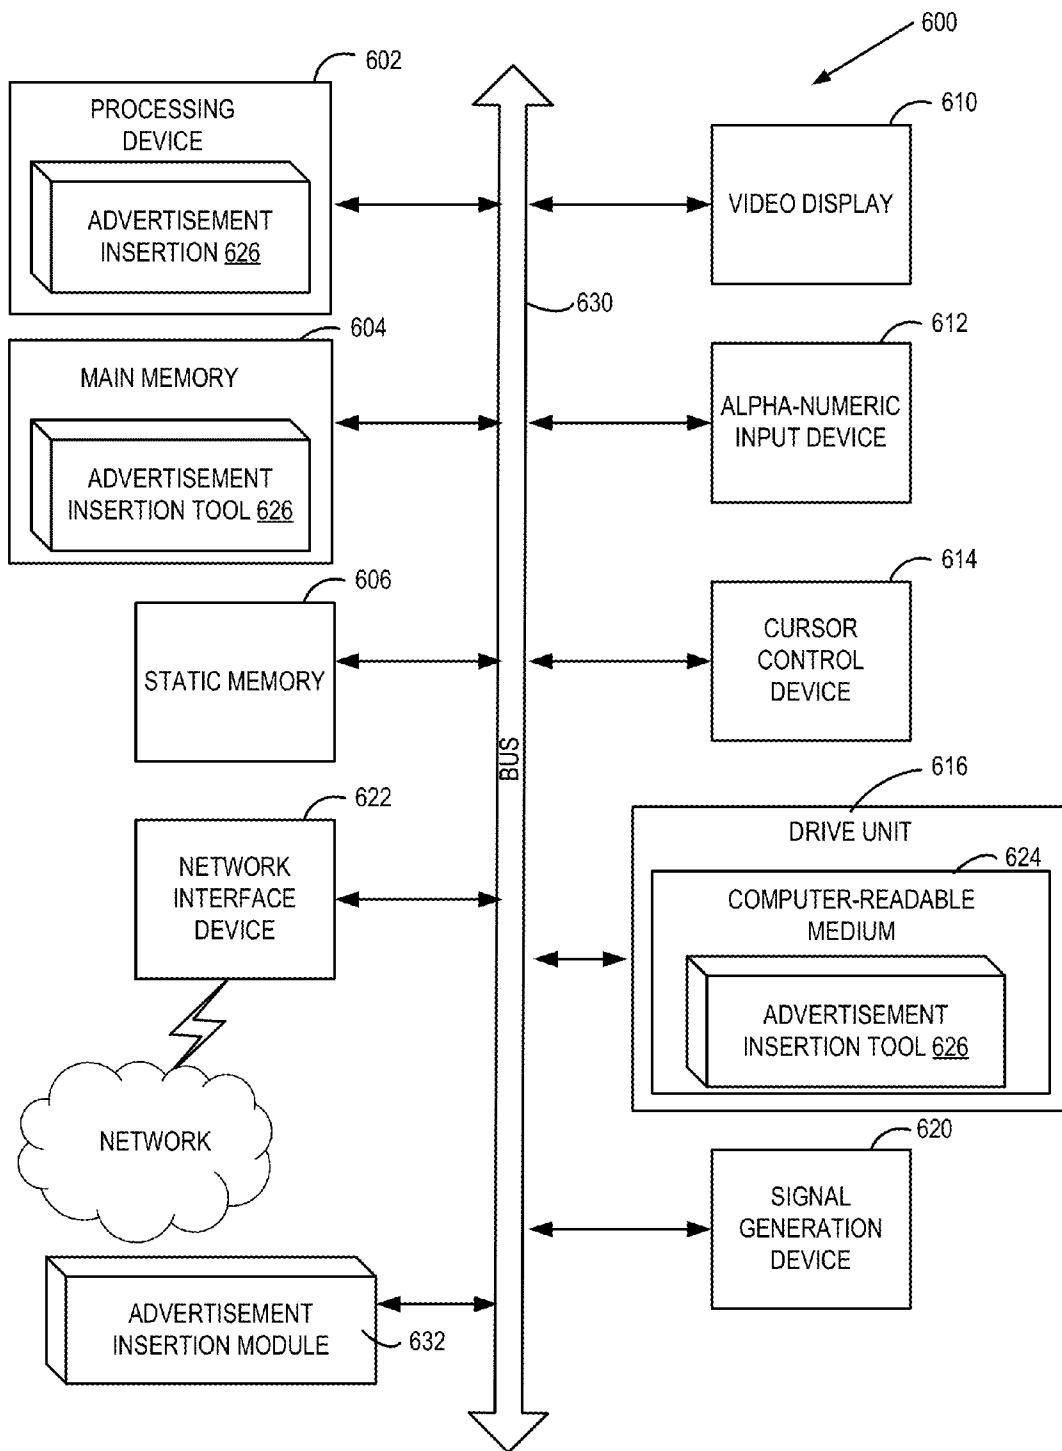 600
602
PROCESSING
DEVICE
ADVERTISEMENT
INSERTION 626
610
VIDEO DISPLAY
630
604
MAIN MEMORY
ADVERTISEMENT
INSERTION TOOL 626
612
ALPHA-NUMERIC
INPUT DEVICE
606
STATIC MEMORY
614
CURSOR
CONTROL
DEVICE
BUS
622
NETWORK
INTERFACE
DEVICE
616
DRIVE UNIT
624
COMPUTER-READABLE
MEDIUM
ADVERTISEMENT
INSERTION TOOL 626
NETWORK
620
SIGNAL
GENERATION
DEVICE
ADVERTISEMENT
INSERTION MODULE
632